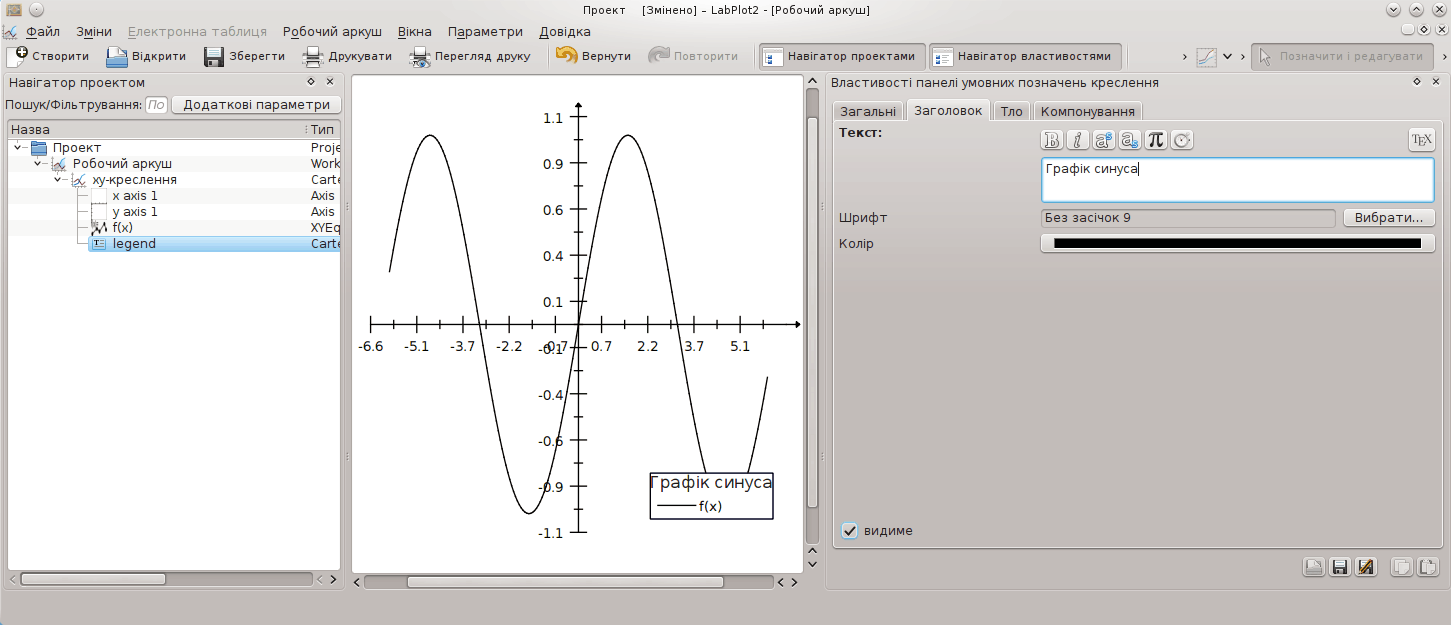 Проект [Змінено] – LabPlot2 - [Робочий аркуш]
Файл Зміни Електронна таблиця Робочий аркуш Вікна Параметри Довідка
Створити Відкрити Зберегти Друкувати Перегляд друку Вернути Повторити Навігатор проектами Навігатор властивостями Позначити і редагувати
Навігатор проектом
Пошук/Фільтрування: По Додаткові параметри
Назва Тип
Проект Proje
Робочий аркуш Work
xy-креслення Carte
x axis 1 Axis
y axis 1 Axis
f(x) XYEq
legend Carte
1.1
0.9
0.6
0.4
0.1
-6.6 -5.1 -3.7 -2.2 -0.7 0.7 2.2 3.7 5.1
-0.1
-0.4
-0.6
-0.9
-1.1
Графік синуса
f(x)
Властивості панелі умовних позначень креслення
Загальні Заголовок Тло Компонування
Текст: B i a^s a_s π TEX
Графік синуса
Шрифт Без засічок 9 Вибрати...
Колір
видиме